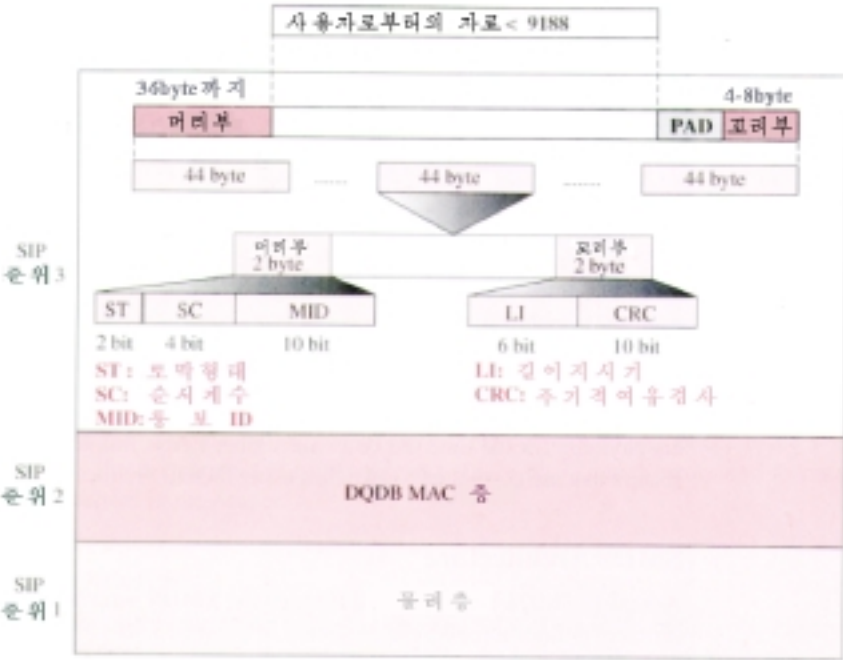 사용자로부터의 자료 < 9188
34byte까지
4-8byte
머리부
PAD 꼬리부
44 byte ...... 44 byte ...... 44 byte
SIP
준위 3
머리부
2 byte
꼬리부
2 byte
ST SC MID
LI CRC
2 bit 4 bit 10 bit
6 bit 10 bit
ST: 토막형태
SC: 순서계수
MID: 통보 ID
LI: 길이지시기
CRC: 주기적여유검사
SIP
준위 2
DQDB MAC 층
SIP
준위 1
물리층